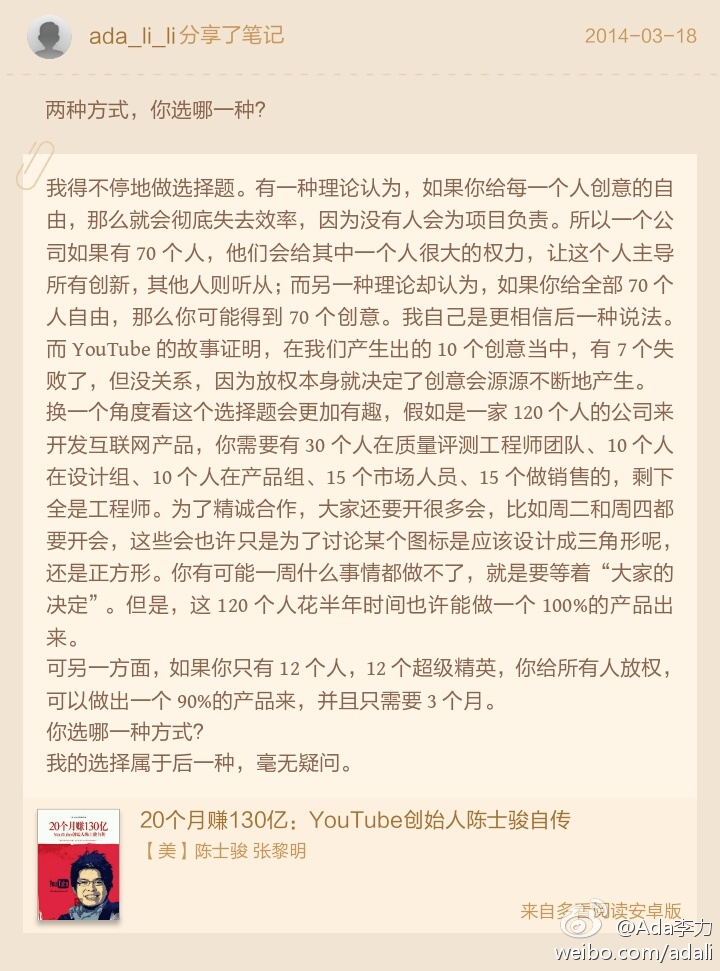 ada_li_li分享了笔记
2014-03-18
两种方式，你选哪一种？
我得不停地做选择题。有一种理论认为，如果你给每一个人创意的自
由，那么就会彻底失去效率，因为没有人会为项目负责。所以一个公
司如果有 70 个人，他们会给其中一个人很大的权力，让这个人主导
所有创新，其他人则听从；而另一种理论却认为，如果你给全部 70 个
人自由，那么你可能得到 70 个创意。我自己是更相信后一种说法。
而 YouTube 的故事证明，在我们产生出的 10 个创意当中，有 7 个失
败了，但没关系，因为放权本身就决定了创意会源源不断地产生。
换一个角度看这个选择题会更加有趣，假如是一家 120 个人的公司来
开发互联网产品，你需要有 30 个人在质量评测工程师团队、10 个人
在设计组、10 个人在产品组、15 个市场人员、15 个做销售的，剩下
全是工程师。为了精诚合作，大家还要开很多会，比如周二和周四都
要开会，这些会也许只是为了讨论某个图标是应该设计成三角形呢，
还是正方形。你有可能一周什么事情都做不了，就是要等着“大家的
决定”。但是，这 120 个人花半年时间也许能做一个 100%的产品出
来。
可另一方面，如果你只有 12 个人，12 个超级精英，你给所有人放权，
可以做出一个 90%的产品来，并且只需要 3 个月。
你选哪一种方式？
我的选择属于后一种，毫无疑问。
20个月赚130亿
YouTube
20个月赚130亿：YouTube创始人陈士骏自传
【美】陈士骏 张黎明
来自多看阅读安卓版
@Ada李力
weibo.com/adali